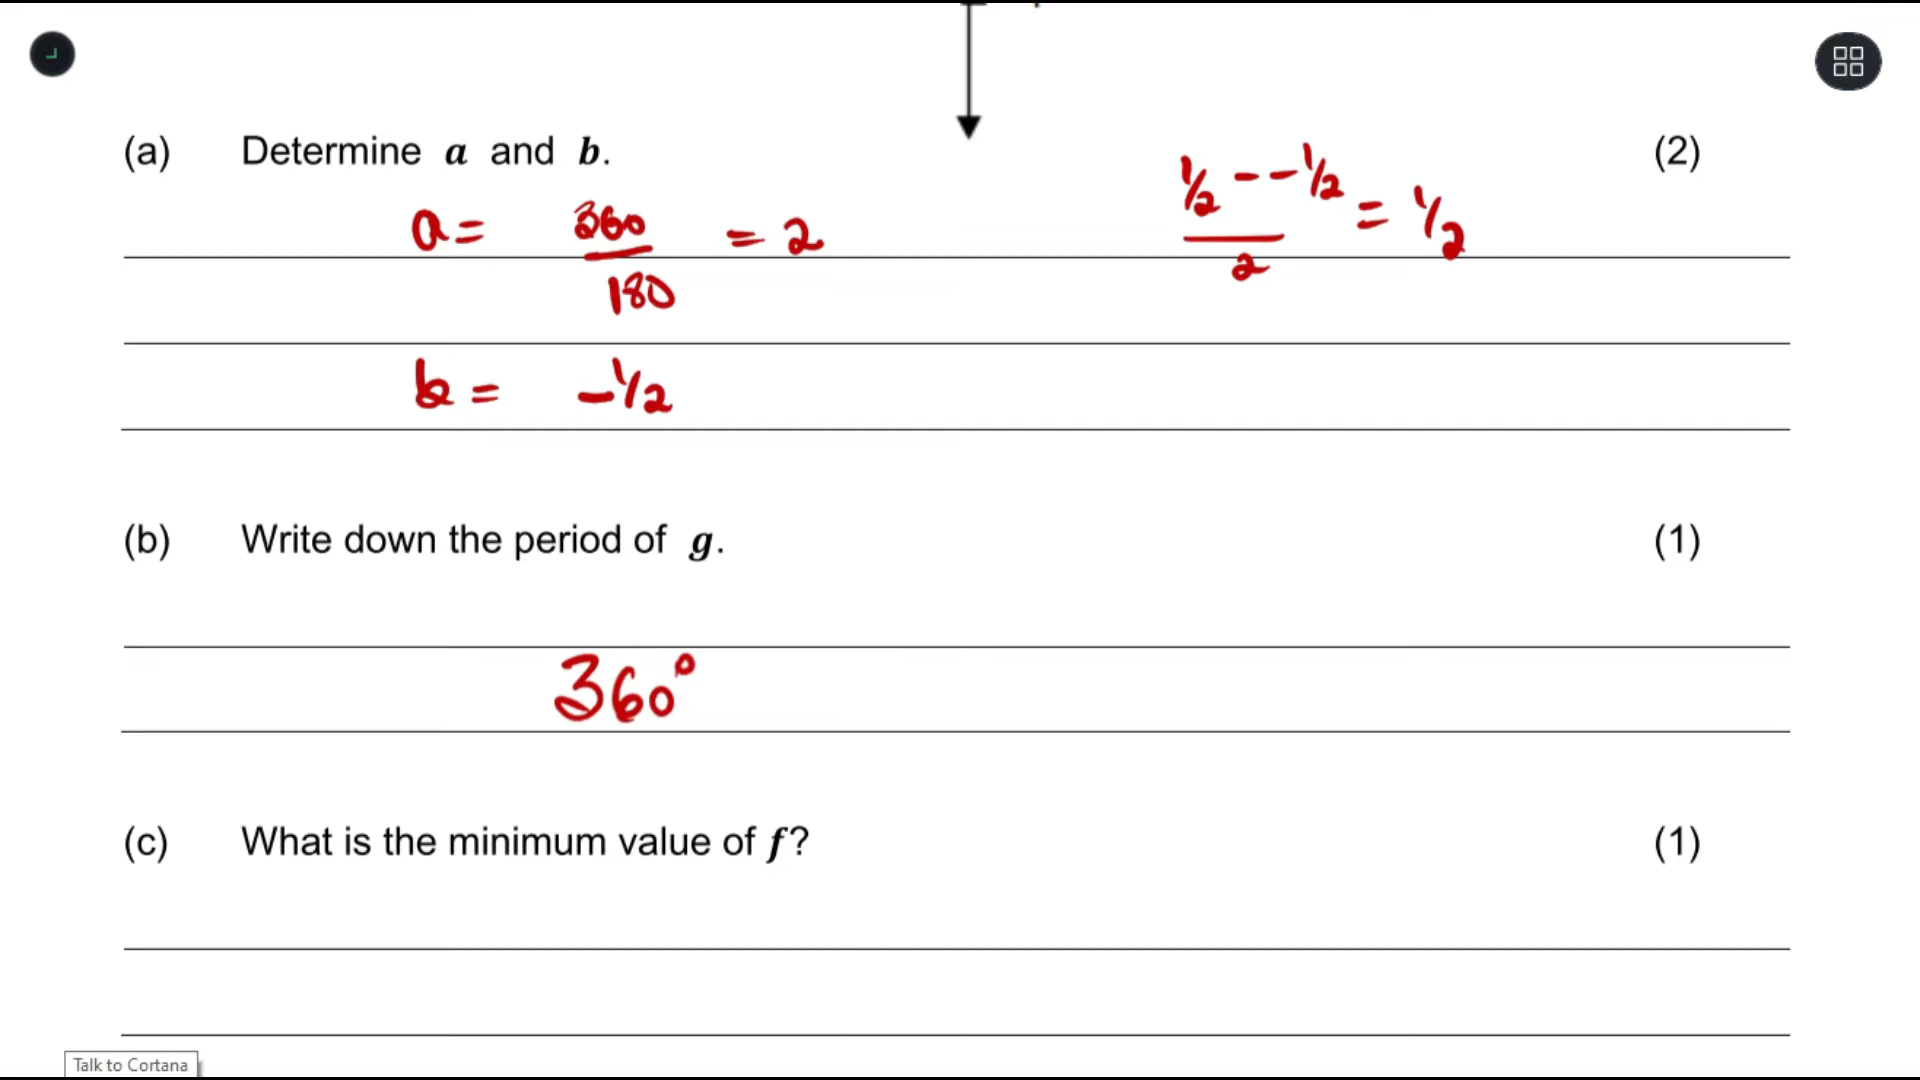 (a) Determine a and b. (2)
½ - -½ / 2 = ½
a = 360/180 = 2
b = -½
(b) Write down the period of g. (1)
360°
(c) What is the minimum value of f? (1)
Talk to Cortana